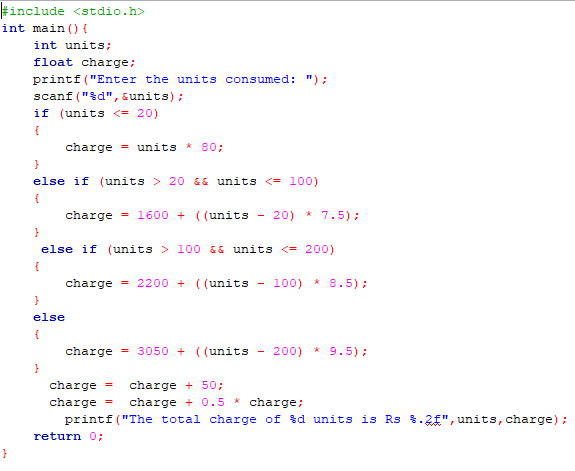 #include <stdio.h>
int main(){
    int units;
    float charge;
    printf("Enter the units consumed: ");
    scanf("%d",&units);
    if (units <= 20)
    {
        charge = units * 80;
    }
    else if (units > 20 && units <= 100)
    {
        charge = 1600 + ((units - 20) * 7.5);
    }
     else if (units > 100 && units <= 200)
    {
        charge = 2200 + ((units - 100) * 8.5);
    }
    else
    {
        charge = 3050 + ((units - 200) * 9.5);
    }
      charge =  charge + 50;
      charge =  charge + 0.5 * charge;
        printf("The total charge of %d units is Rs %.2f",units,charge);
    return 0;
}